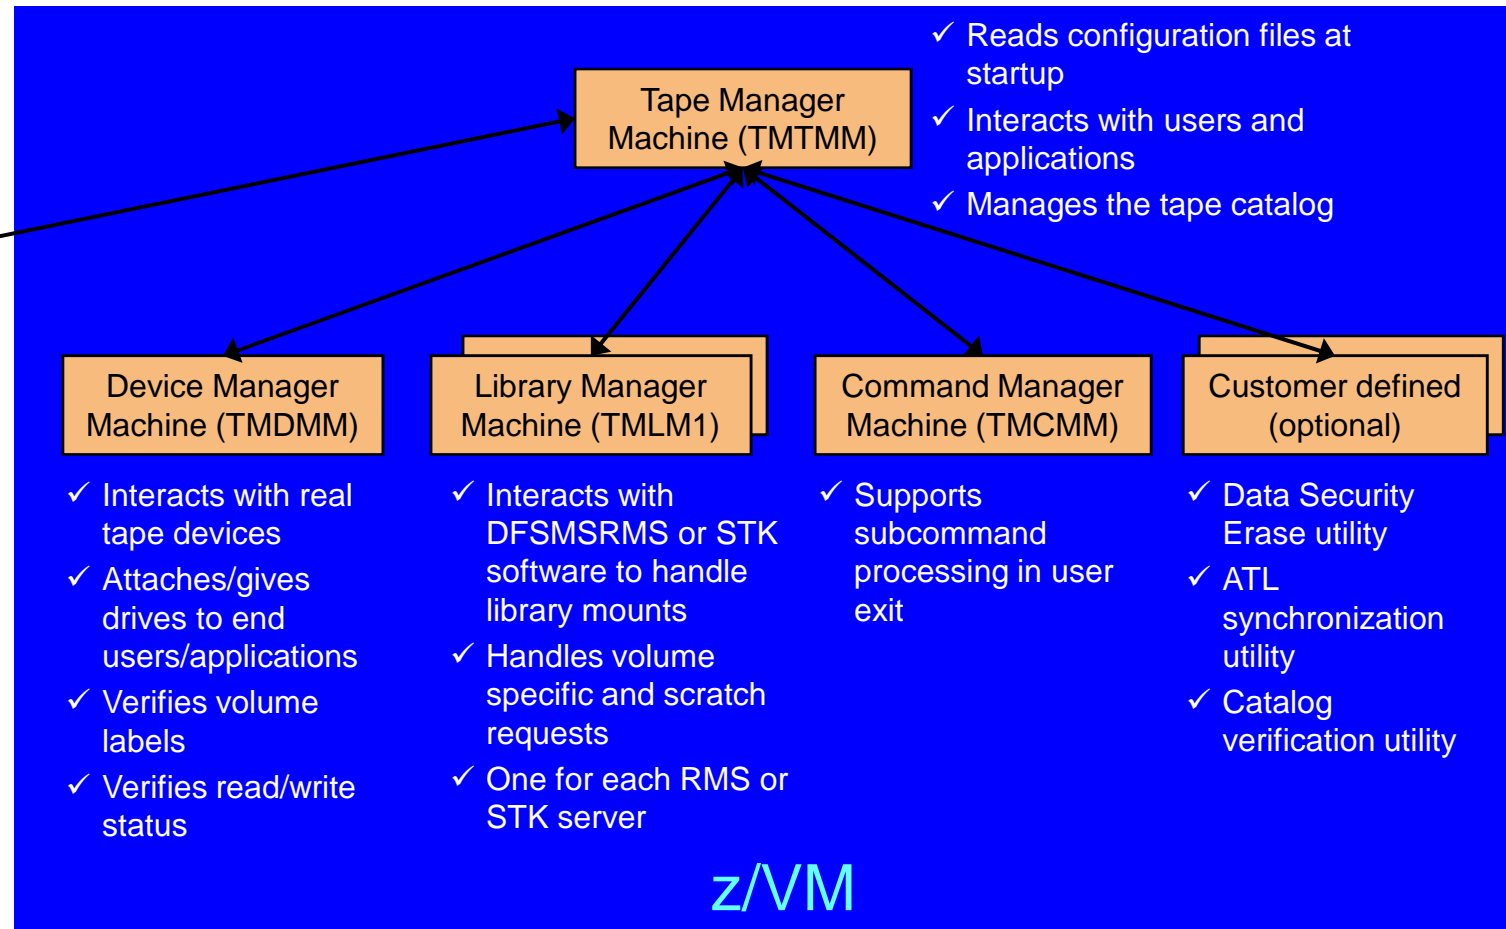 Tape Manager
Machine (TMTMM)
Reads configuration files at
startup
Interacts with users and
applications
Manages the tape catalog
Device Manager
Machine (TMDMM)
Interacts with real
tape devices
Attaches/gives
drives to end
users/applications
Verifies volume
labels
Verifies read/write
status
Library Manager
Machine (TMLM1)
Interacts with
DFSMSRMS or STK
software to handle
library mounts
Handles volume
specific and scratch
requests
One for each RMS or
STK server
Command Manager
Machine (TMCMM)
Supports
subcommand
processing in user
exit
Customer defined
(optional)
Data Security
Erase utility
ATL
synchronization
utility
Catalog
verification utility
z/VM